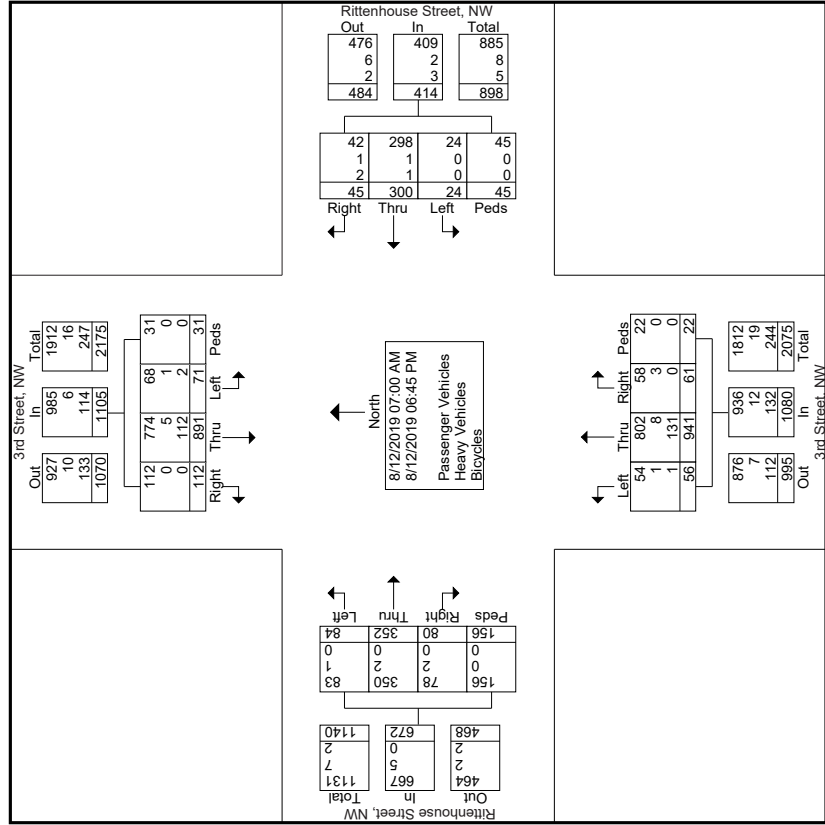 Rittenhouse Street, NW
Out In Total
476 409 885
6 2 8
2 3 5
484 414 898
42 298 24 45
1 1 0 0
2 1 0 0
45 300 24 45
Right Thru Left Peds
3rd Street, NW
Out In Total
927 985 1912
10 6 16
133 114 247
1070 1105 2175
112 774 68 31
0 5 1 0
0 112 2 0
112 891 71 31
Right Thru Left Peds
North
8/12/2019 07:00 AM
8/12/2019 06:45 PM
Passenger Vehicles
Heavy Vehicles
Bicycles
Left Thru Right Peds
54 802 58 22
1 8 3 0
1 131 0 0
56 941 61 22
Out In Total
876 936 1812
7 12 19
112 132 244
995 1080 2075
3rd Street, NW
Left Thru Right Peds
84 352 80 156
0 0 0 0
1 2 2 0
83 350 78 156
1140 672 468
2 0 2
7 5 2
1131 667 464
Total In Out
Rittenhouse Street, NW